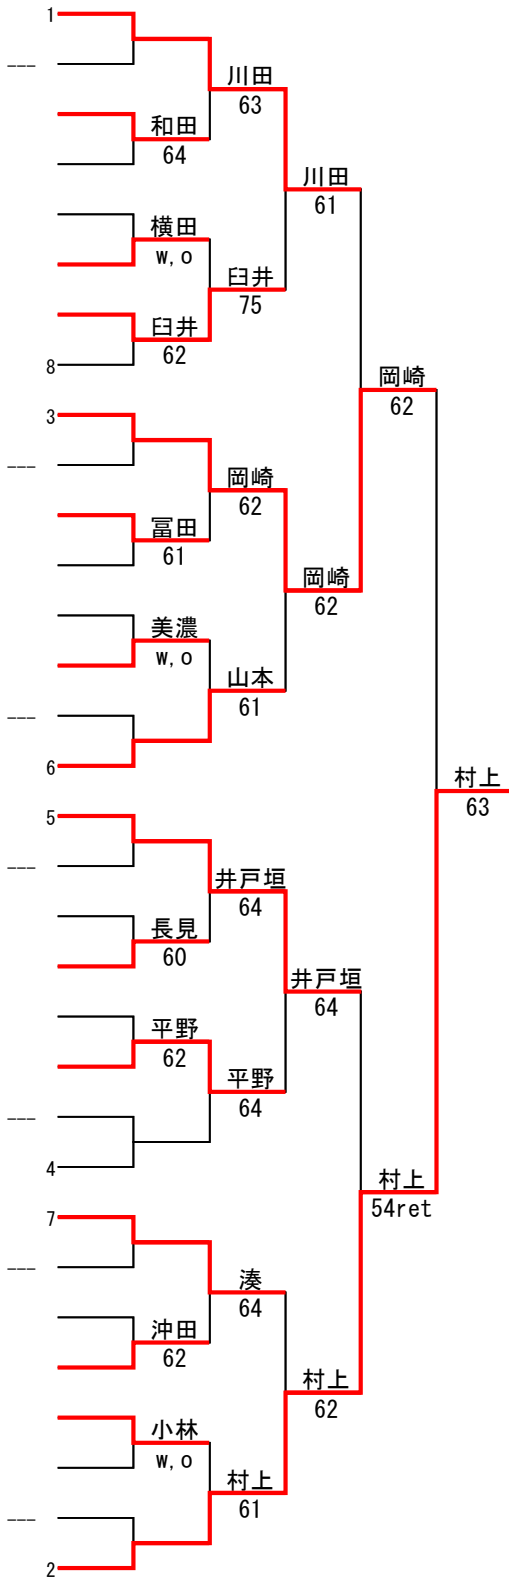 1
---
川田
63
和田
64
川田
61
横田
w,o
臼井
75
臼井
62
8
岡崎
62
3
---
岡崎
62
冨田
61
岡崎
62
美濃
w,o
山本
61
---
6
村上
63
5
---
井戸垣
64
長見
60
井戸垣
64
平野
62
平野
64
---
4
村上
54ret
7
---
湊
64
沖田
62
村上
62
小林
w,o
村上
61
---
2